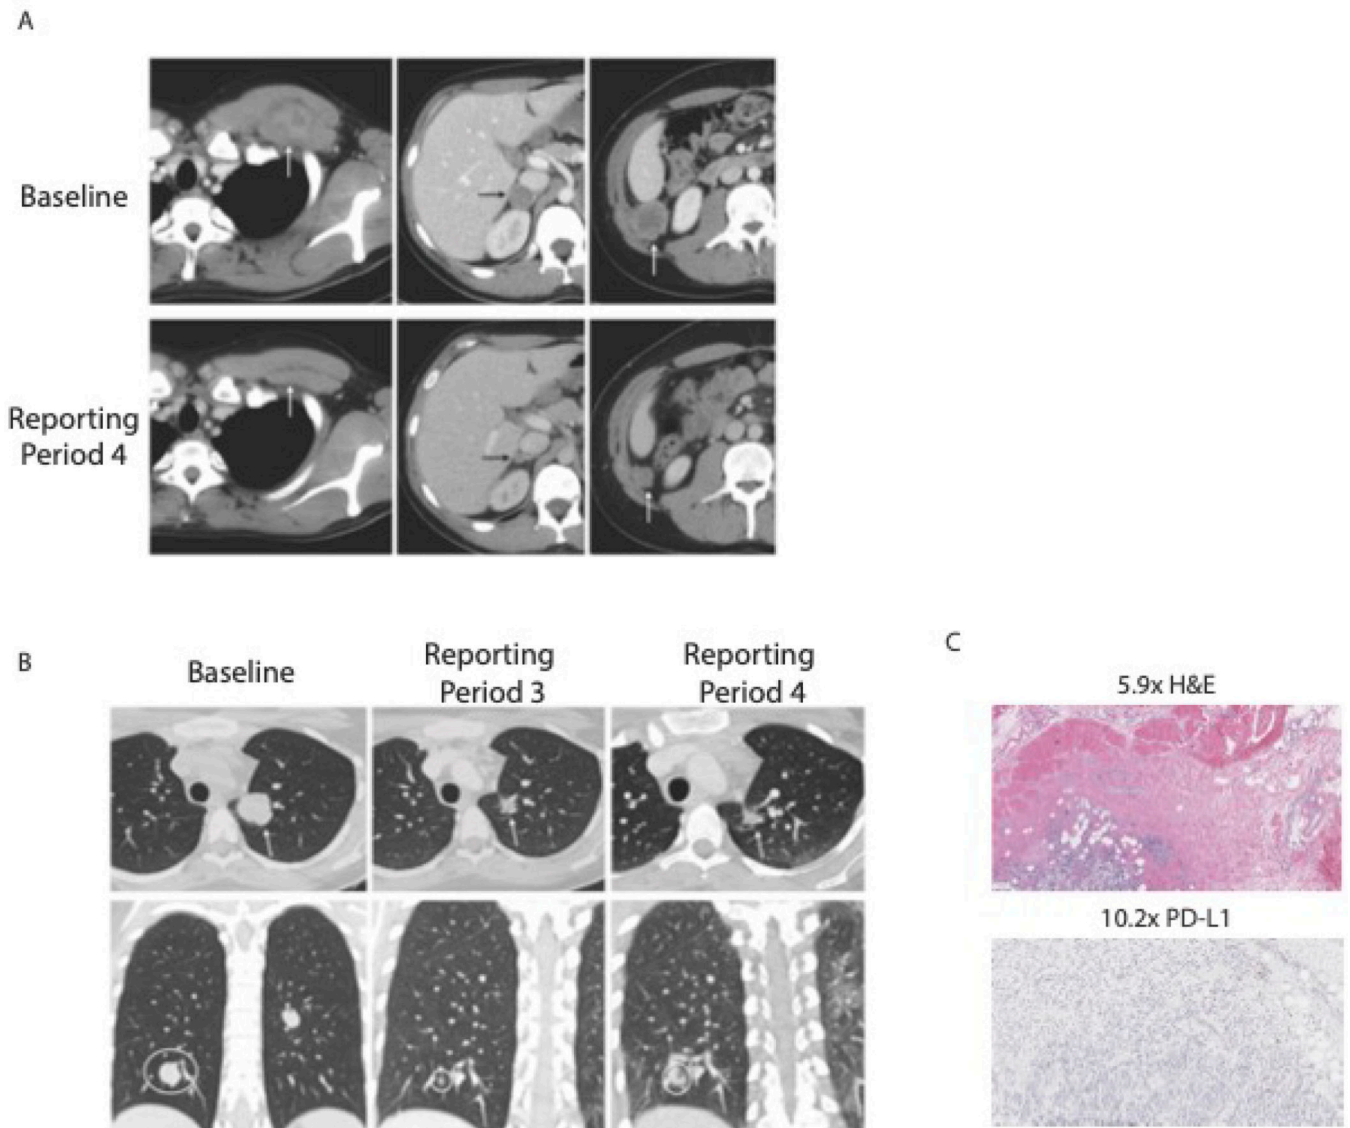 A
Baseline
Reporting
Period 4
B
Baseline
Reporting
Period 3
Reporting
Period 4
C
5.9x H&E
10.2x PD-L1